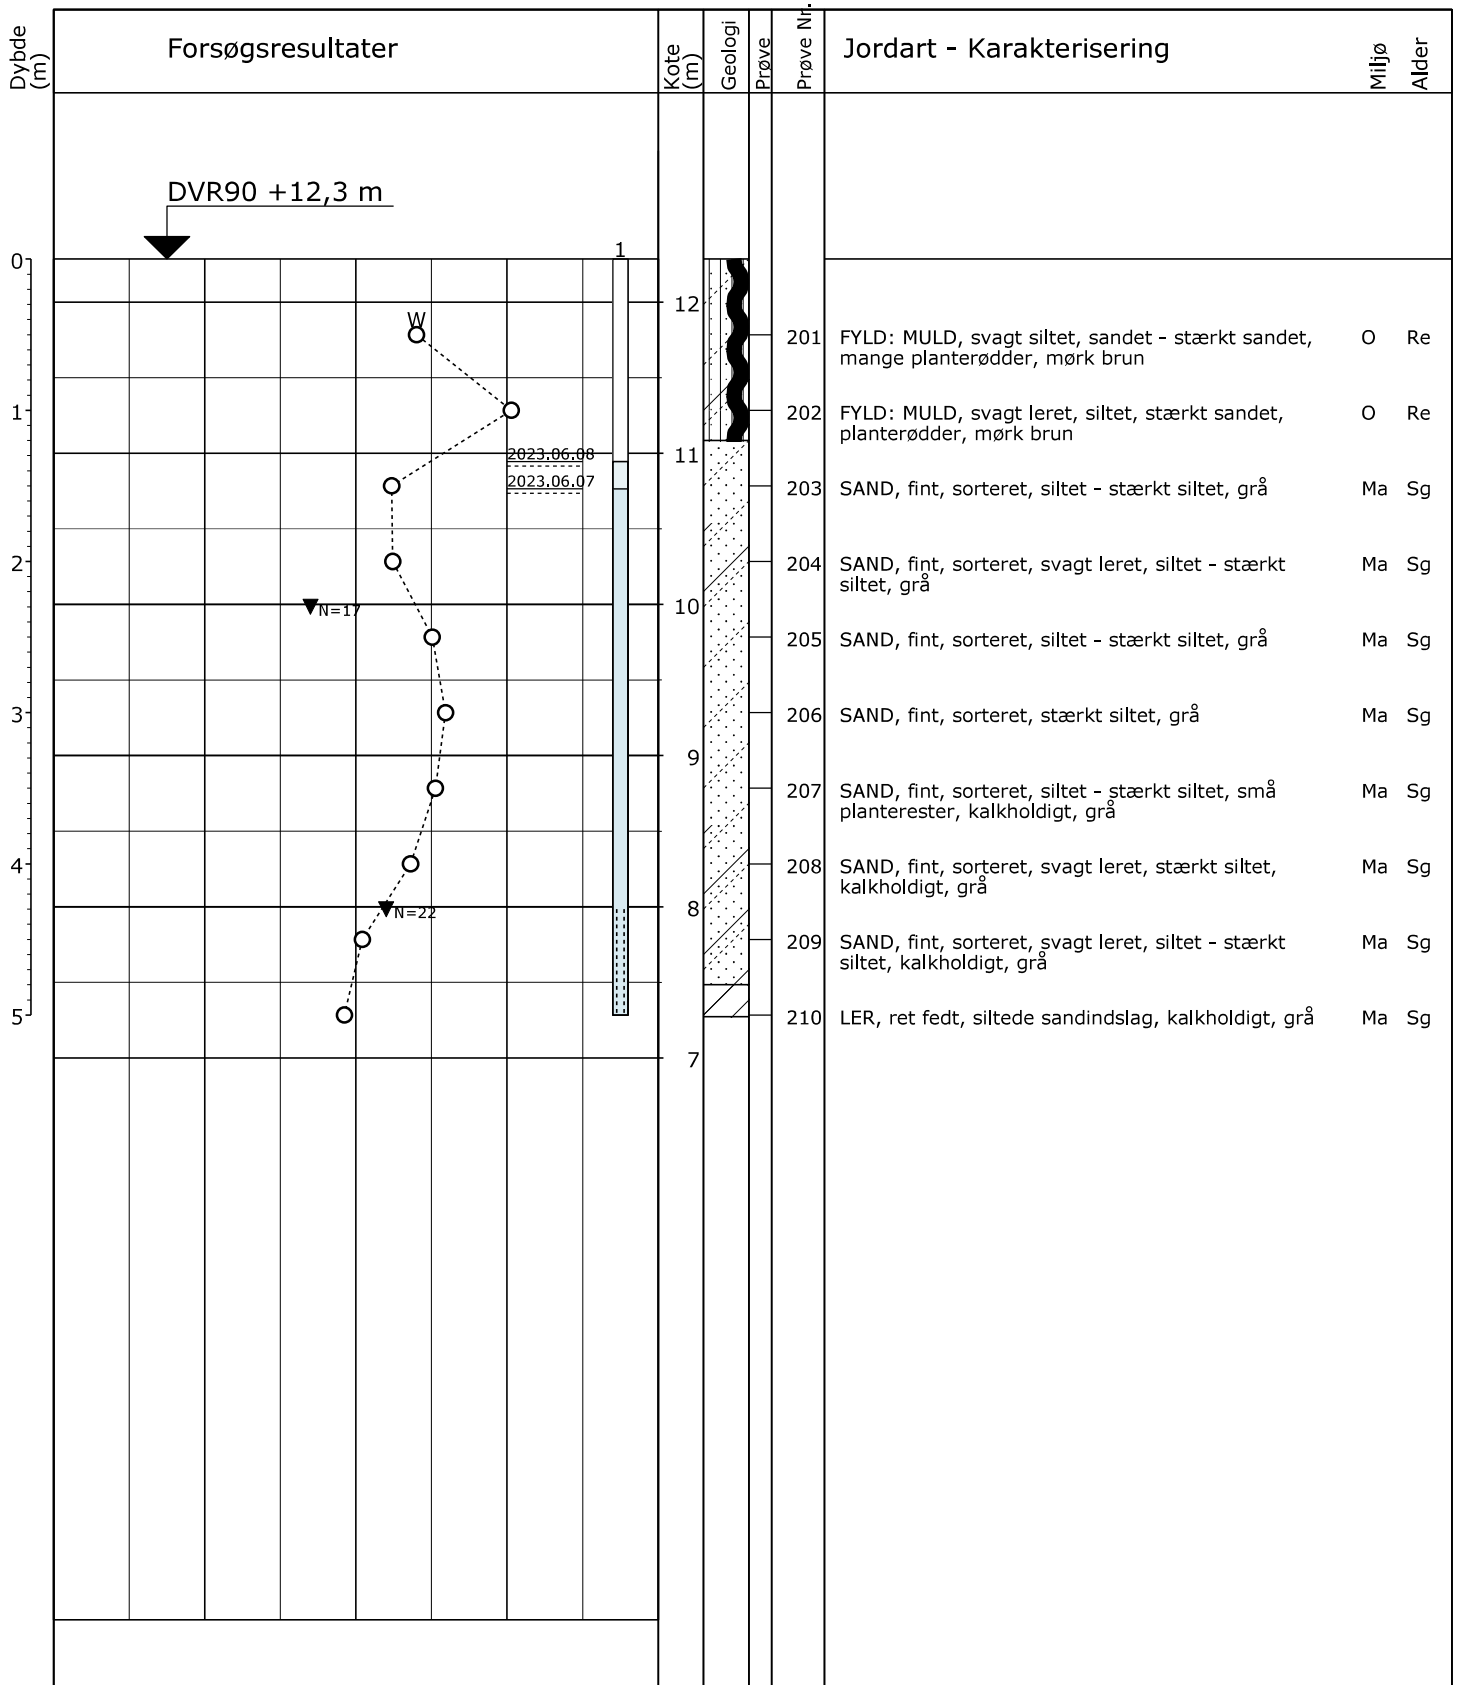 Dybde
(m)
Forsøgsresultater
Kote
(m)
Geologi
Prøve
Prøve Nr.
Jordart - Karakterisering
Miljø
Alder
DVR90 +12,3 m
1
0
12
W
201 FYLD: MULD, svagt siltet, sandet - stærkt sandet, O Re
mange planterødder, mørk brun
1
202 FYLD: MULD, svagt leret, siltet, stærkt sandet, O Re
planterødder, mørk brun
2023.06.08
11
2023.06.07
203 SAND, fint, sorteret, siltet - stærkt siltet, grå Ma Sg
2
204 SAND, fint, sorteret, svagt leret, siltet - stærkt Ma Sg
siltet, grå
N=17
10
205 SAND, fint, sorteret, siltet - stærkt siltet, grå Ma Sg
3
206 SAND, fint, sorteret, stærkt siltet, grå Ma Sg
9
207 SAND, fint, sorteret, siltet - stærkt siltet, små Ma Sg
planterester, kalkholdigt, grå
4
208 SAND, fint, sorteret, svagt leret, stærkt siltet, Ma Sg
kalkholdigt, grå
N=22
8
209 SAND, fint, sorteret, svagt leret, siltet - stærkt Ma Sg
siltet, kalkholdigt, grå
5
210 LER, ret fedt, siltede sandindslag, kalkholdigt, grå Ma Sg
7